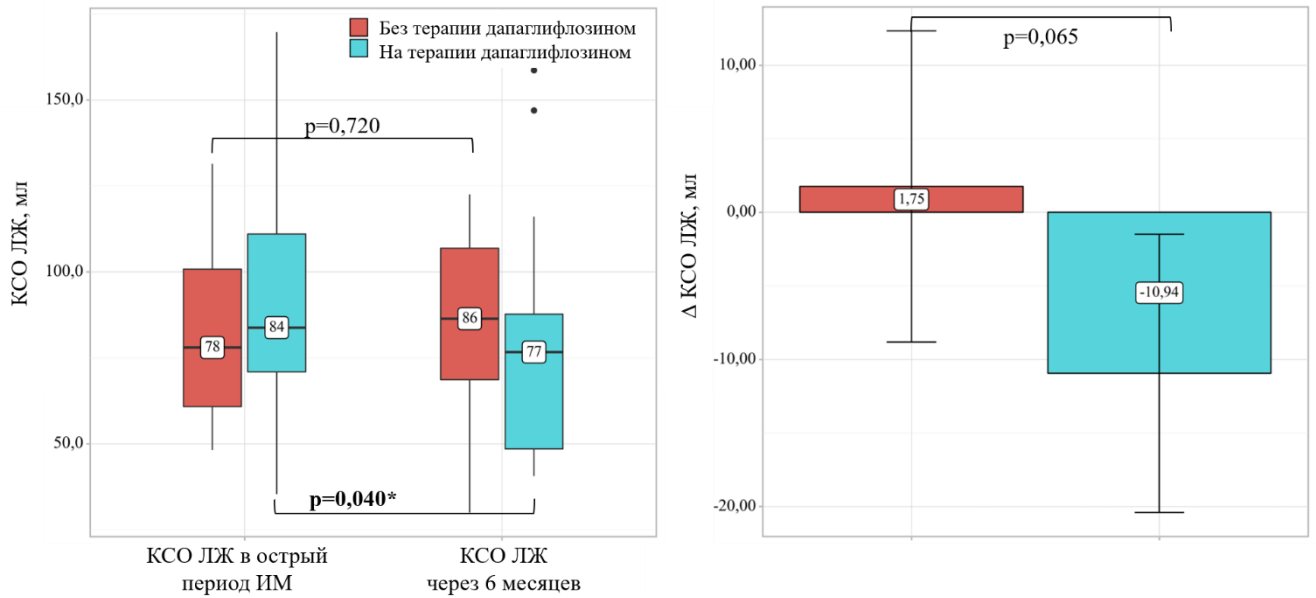 Без терапии дапаглифлозином
На терапии дапаглифлозином
КСО ЛЖ, мл
150,0
100,0
50,0
p=0,720
78
84
86
77
p=0,040*
КСО ЛЖ в острый
период ИМ
КСО ЛЖ
через 6 месяцев
Δ КСО ЛЖ, мл
10,00
0,00
-10,00
-20,00
p=0,065
1,75
-10,94